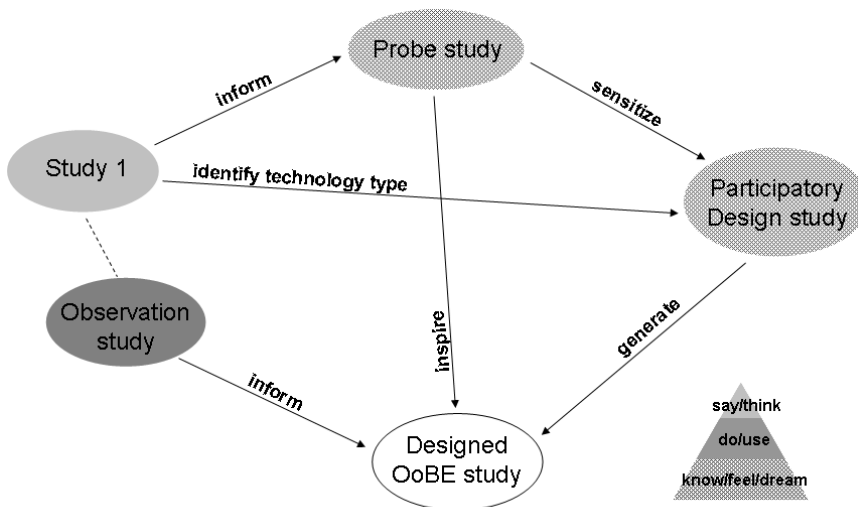 Probe study
inform
sensitize
Study 1
identify technology type
Participatory
Design study
Observation
study
inspire
generate
inform
Designed
OoBE study
say/think
do/use
know/feel/dream